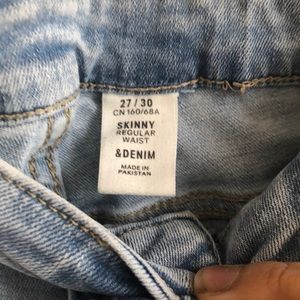 27 / 30
CN 160/68A
SKINNY
REGULAR
WAIST
&DENIM
MADE IN
PAKISTAN